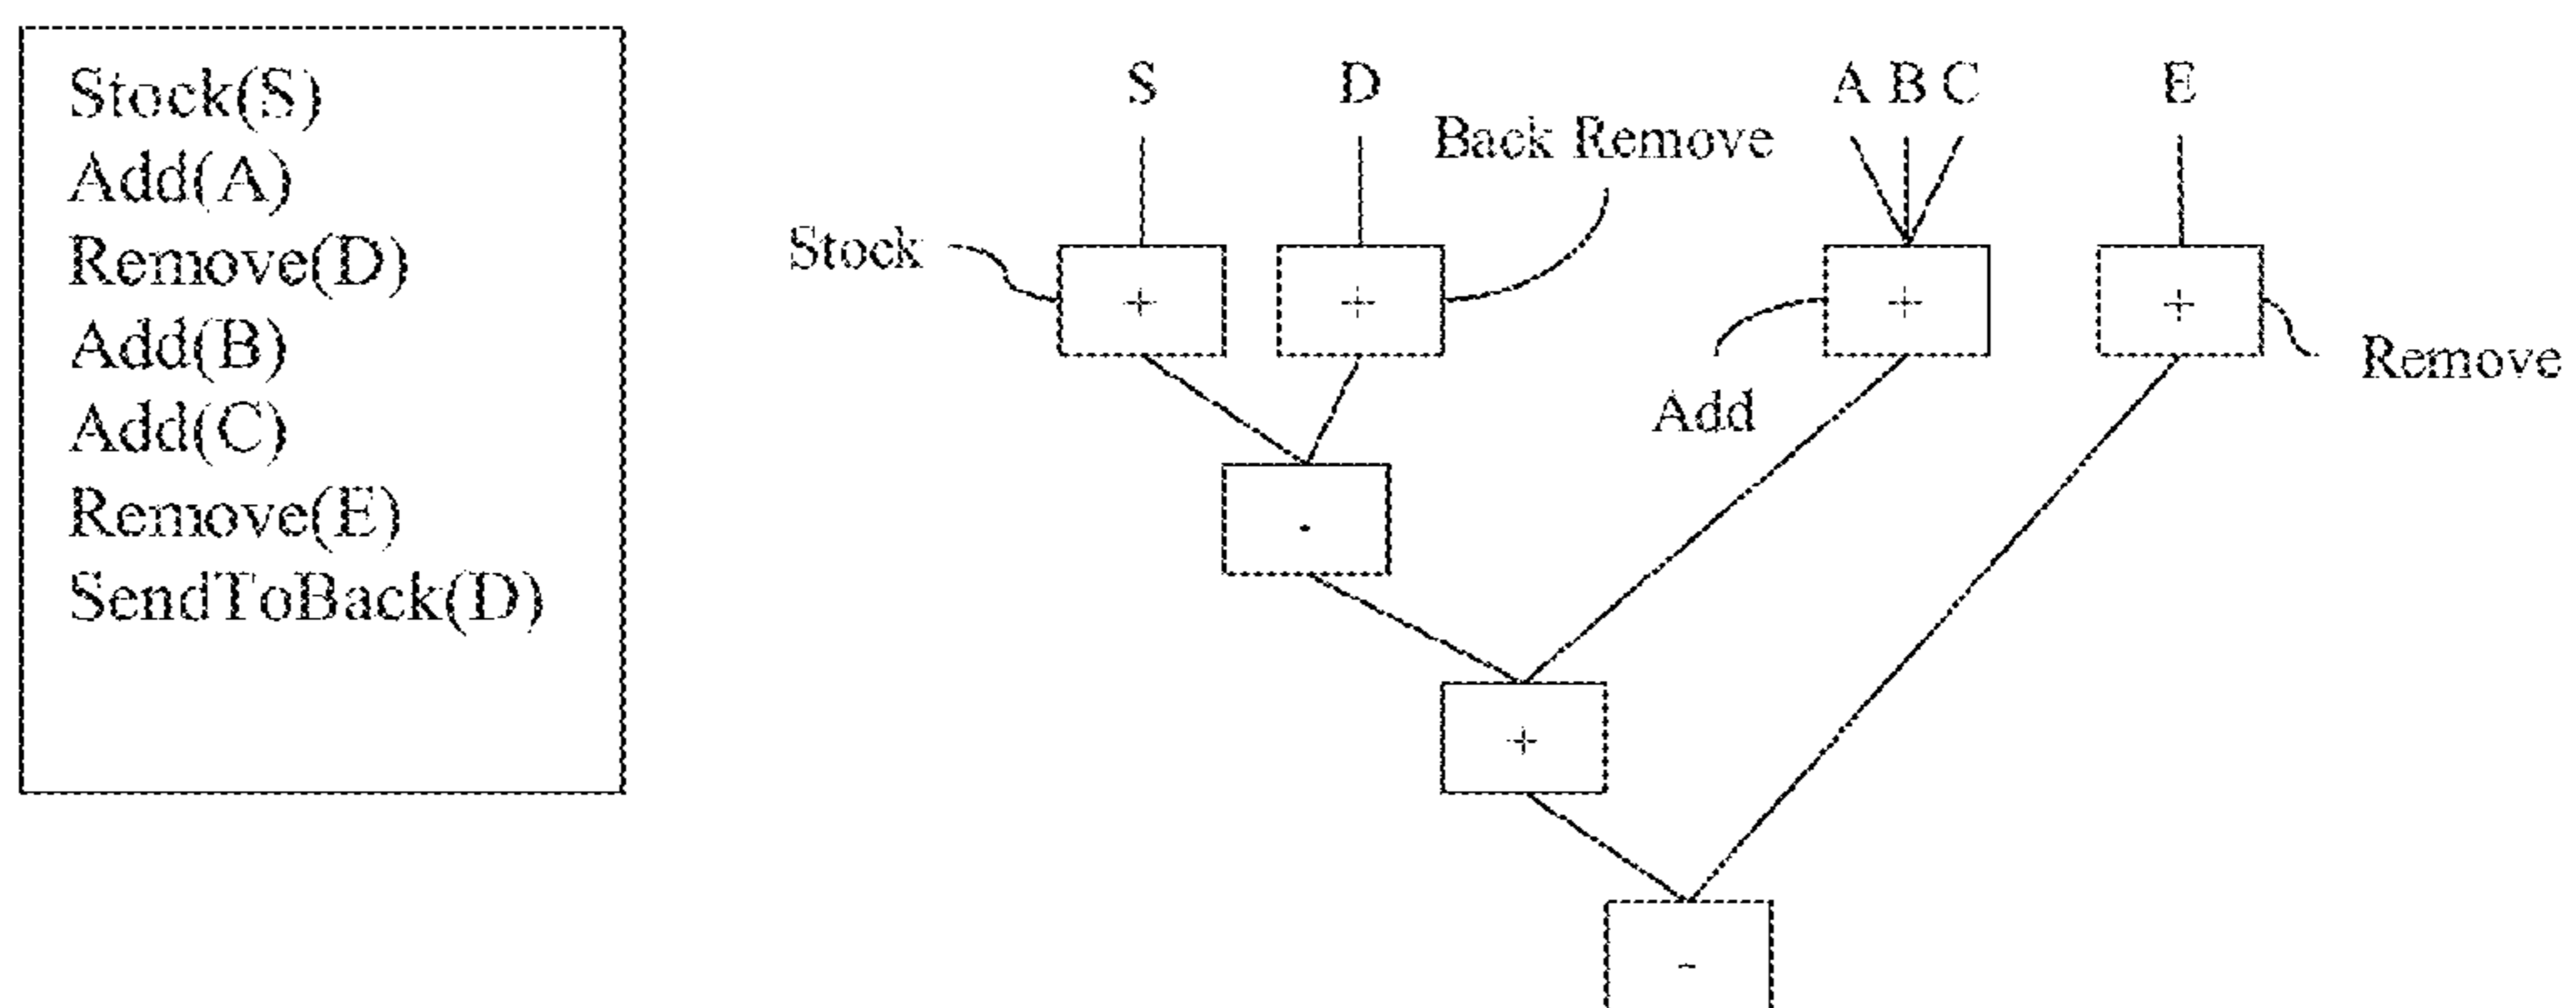 Stock(S)
Add(A)
Remove(D)
Add(B)
Add(C)
Remove(E)
SendToBack(D)
S D A B C E
Back Remove
Stock
+ + + +
Add
Remove
-
+
-